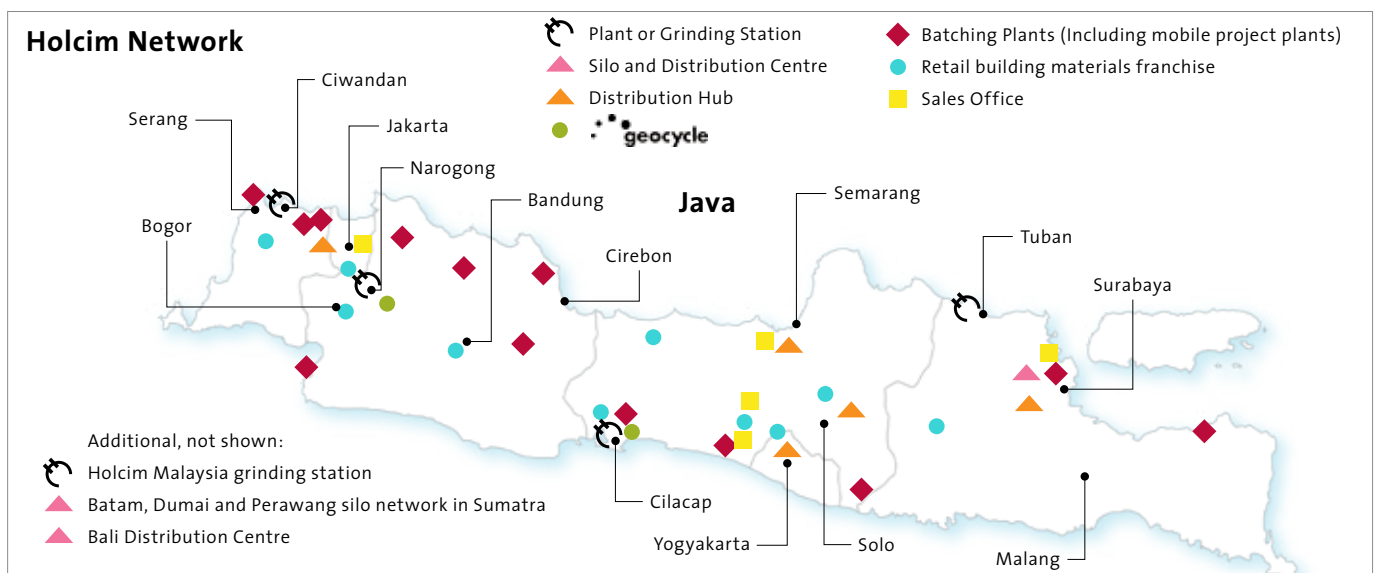 Holcim Network
Plant or Grinding Station
Silo and Distribution Centre
Distribution Hub
geocycle
Batching Plants (Including mobile project plants)
Retail building materials franchise
Sales Office
Ciwandan
Serang
Jakarta
Narogong
Bandung
Java
Semarang
Bogor
Tuban
Cirebon
Surabaya
Additional, not shown:
Holcim Malaysia grinding station
Batam, Dumai and Perawang silo network in Sumatra
Bali Distribution Centre
Cilacap
Yogyakarta
Solo
Malang